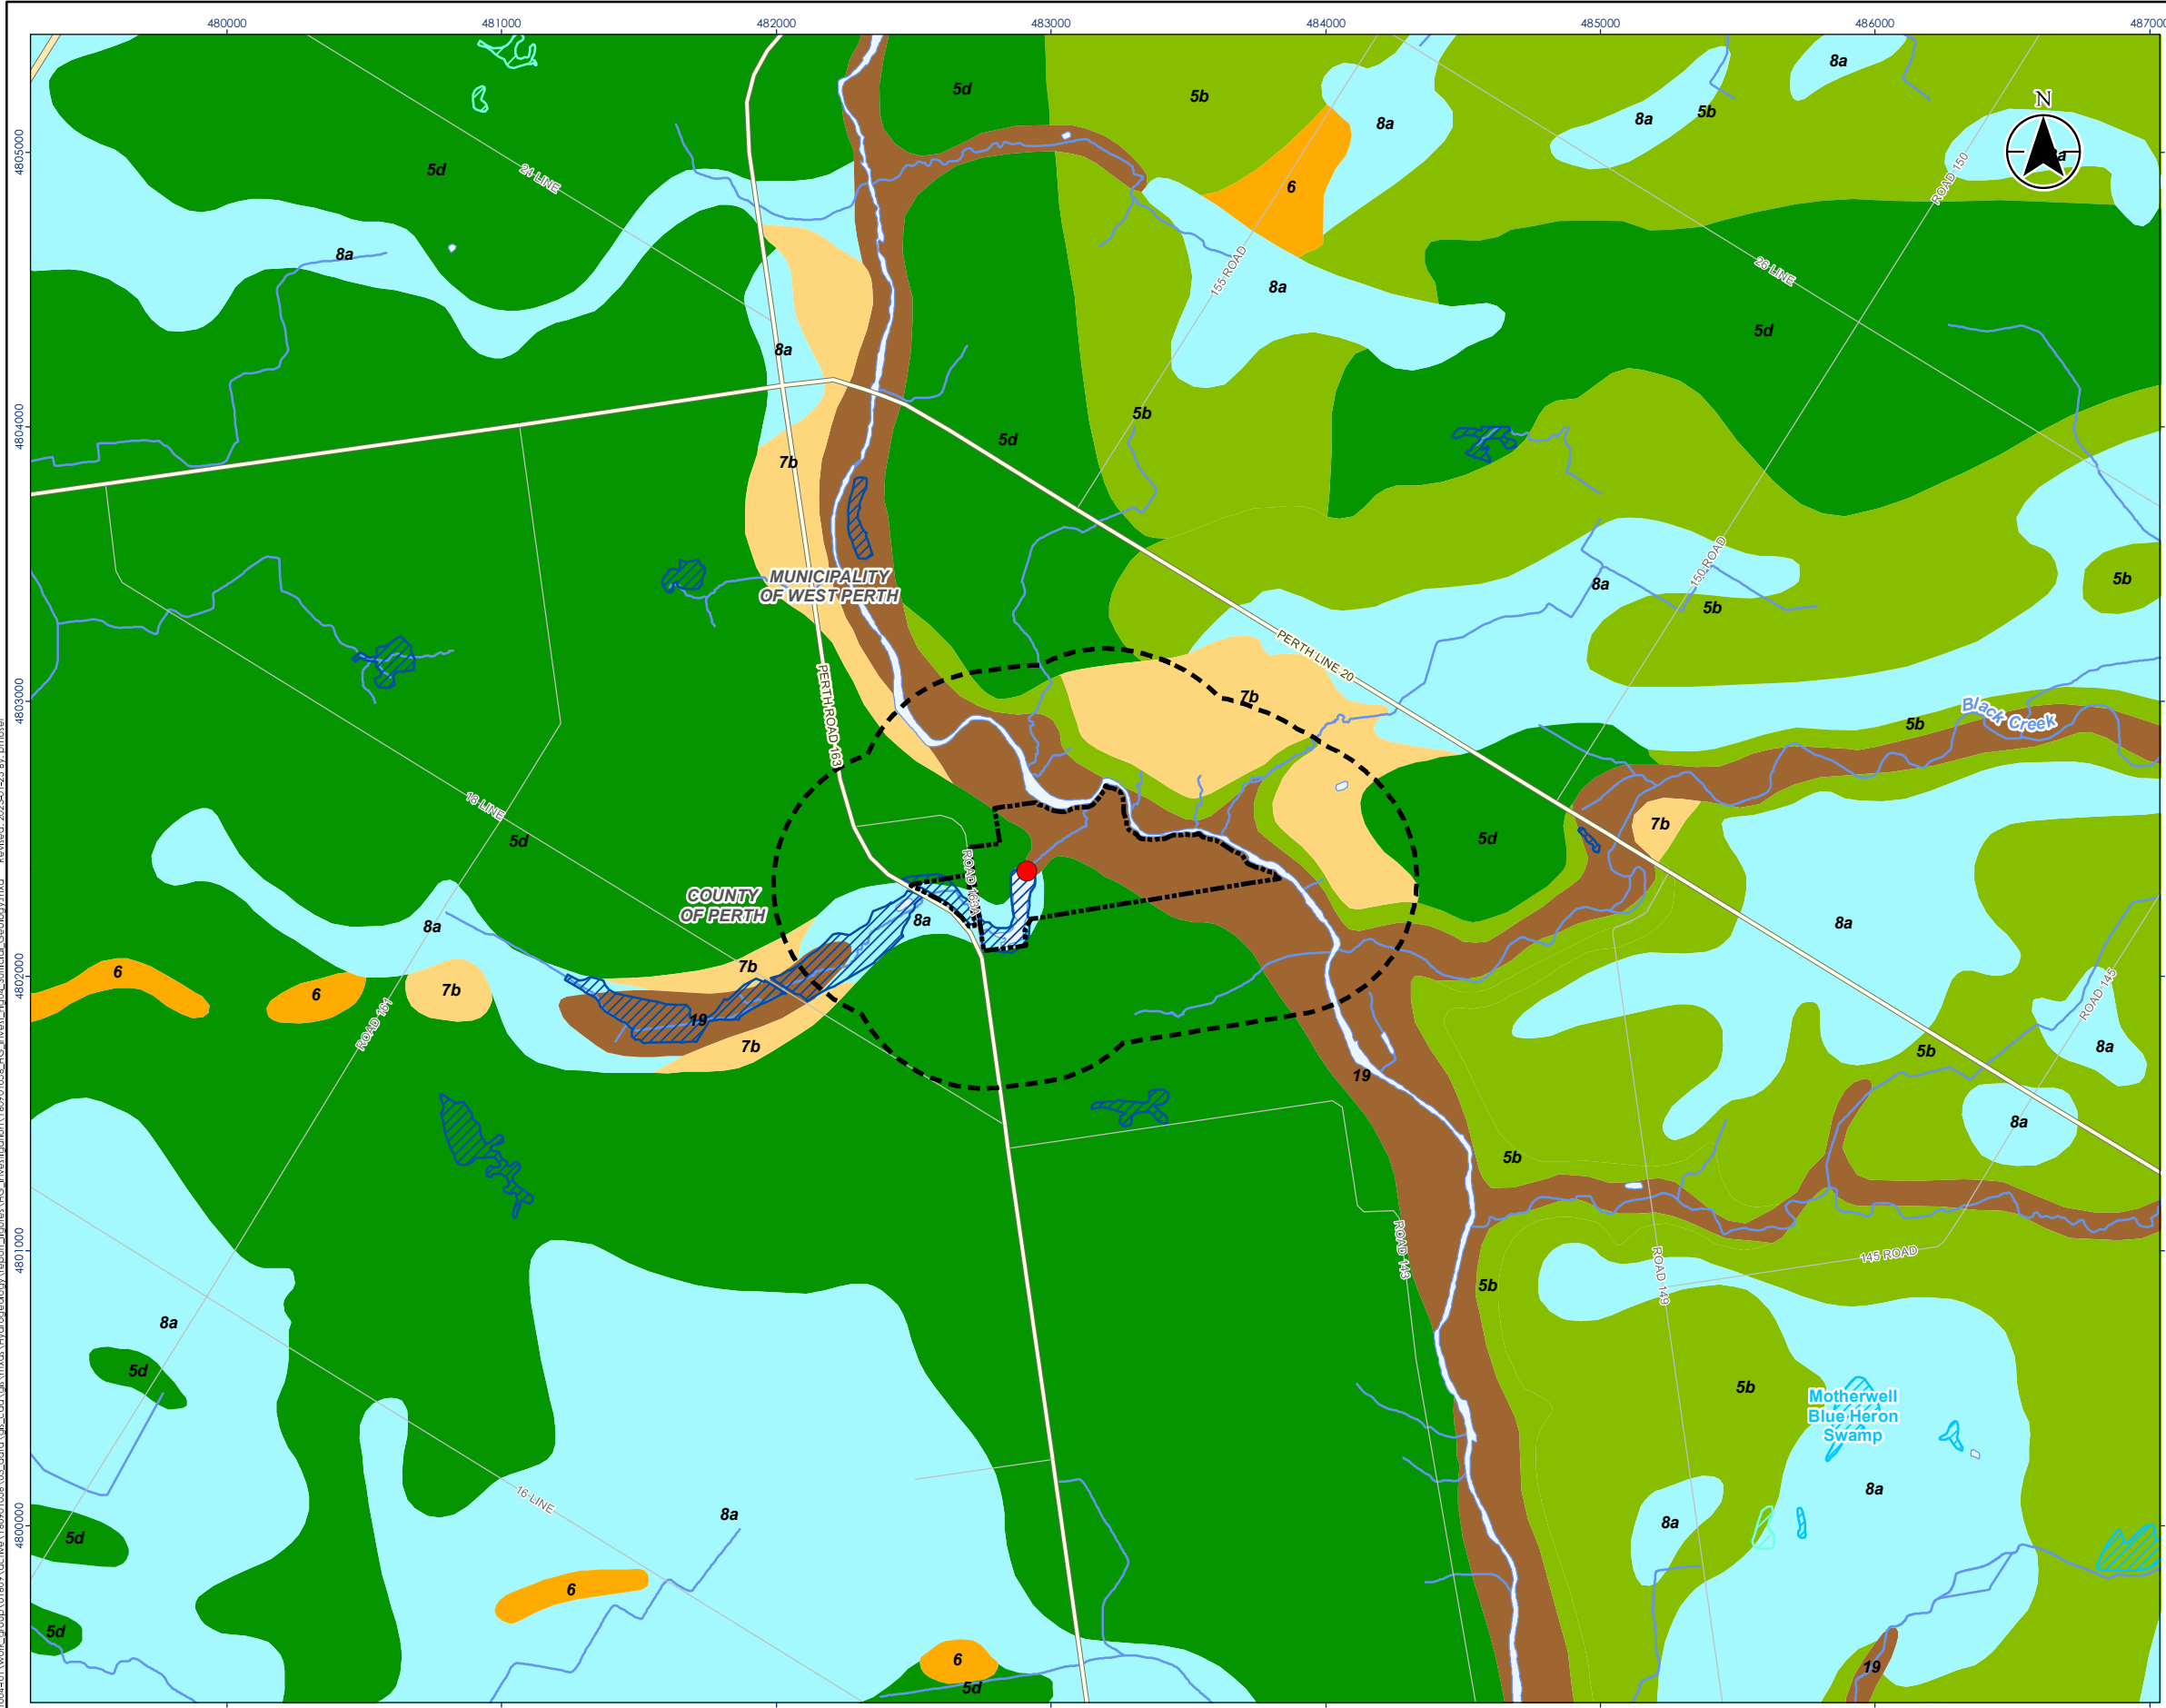 480000
481000
482000
483000
484000
485000
486000
487000
8a
5d
5b
8a
5b
8a
N
5d
24 LINE
6
ROAD 150
8a
155 ROAD
26 LINE
8a
5d
8a
5b
5d
7b
MUNICIPALITY
OF WEST PERTH
150 ROAD
8a
5b
5b
PERTH LINE 20
PERTH ROAD 163
7b
Black Creek
5b
18 LINE
5d
7b
5d
COUNTY
OF PERTH
ROAD 163A
8a
8a
8a
7b
6
6
7b
19
7b
ROAD 161
ROAD 145
5b
8a
19
8a
5b
ROAD 143
ROAD 149
145 ROAD
5b
8a
5d
5b
Motherwell
Blue Heron
Swamp
8a
16 LINE
8a
8a
5d
6
5d
6
5d
19
4805000
4804000
4803000
4802000
4801000
4800000